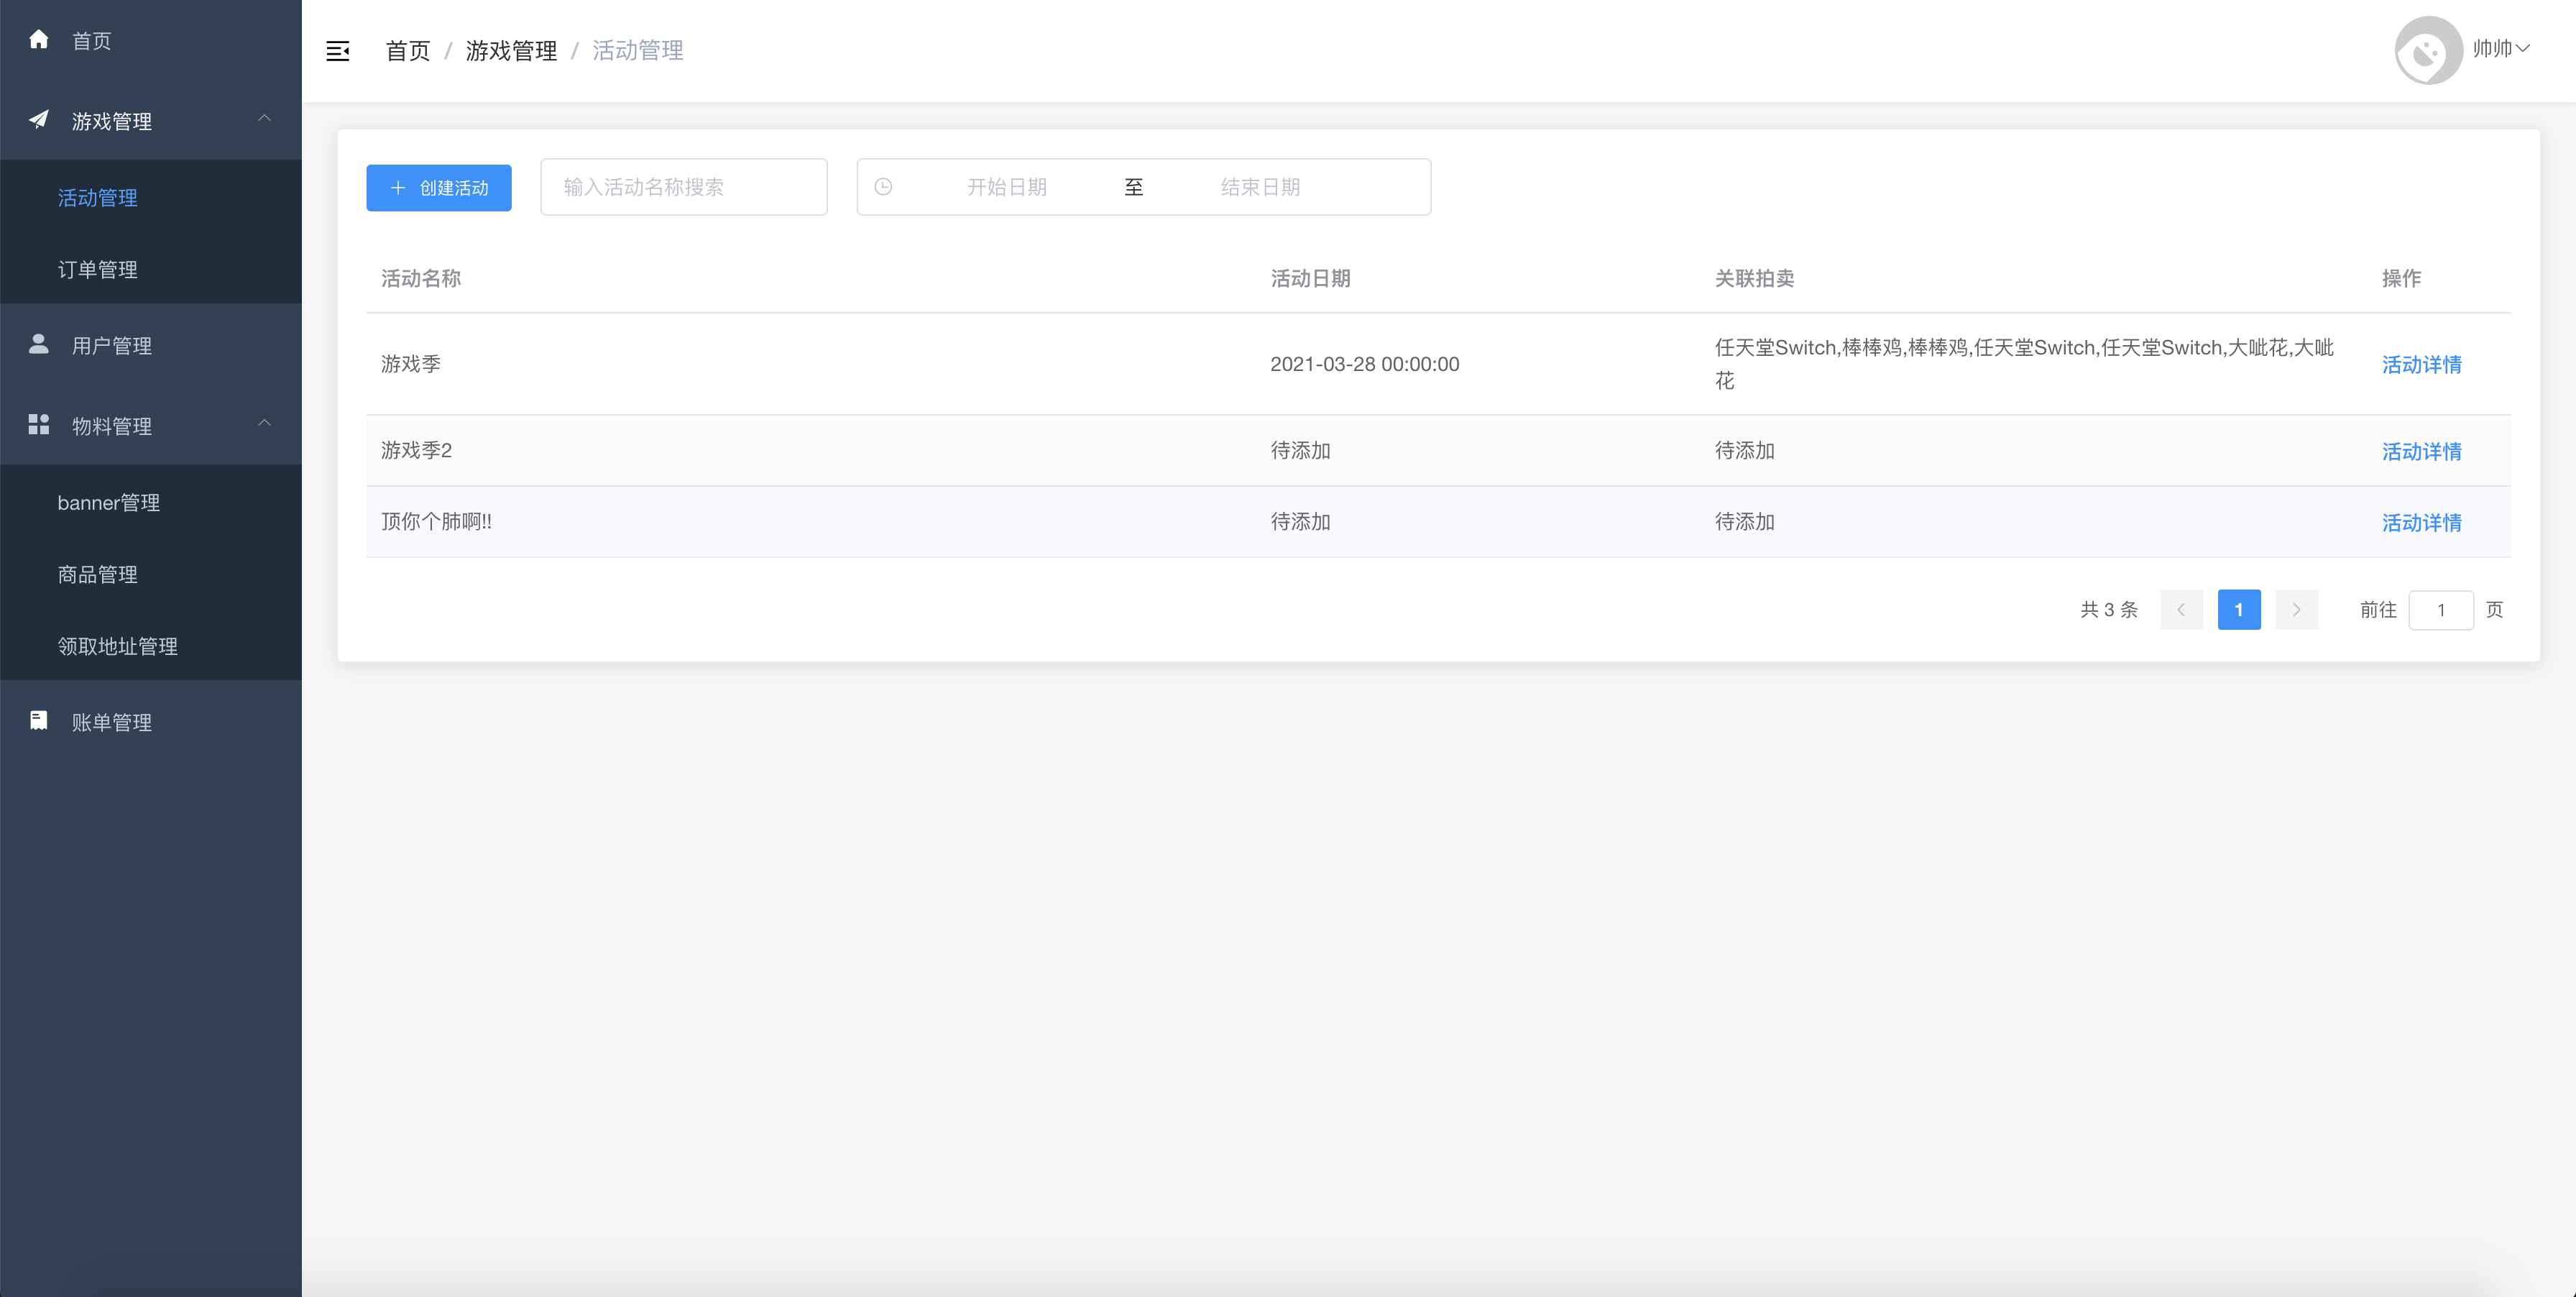 首页
游戏管理
活动管理
订单管理
用户管理
物料管理
banner管理
商品管理
领取地址管理
账单管理
首页 / 游戏管理 / 活动管理
帅帅
创建活动 输入活动名称搜索 开始日期 至 结束日期
活动名称 活动日期 关联拍卖 操作
游戏季 2021-03-28 00:00:00 任天堂Switch,棒棒鸡,棒棒鸡,任天堂Switch,任天堂Switch,大呲花,大呲
花 活动详情
游戏季2 待添加 待添加 活动详情
顶你个肺啊!! 待添加 待添加 活动详情
共 3 条 1 前往 1 页